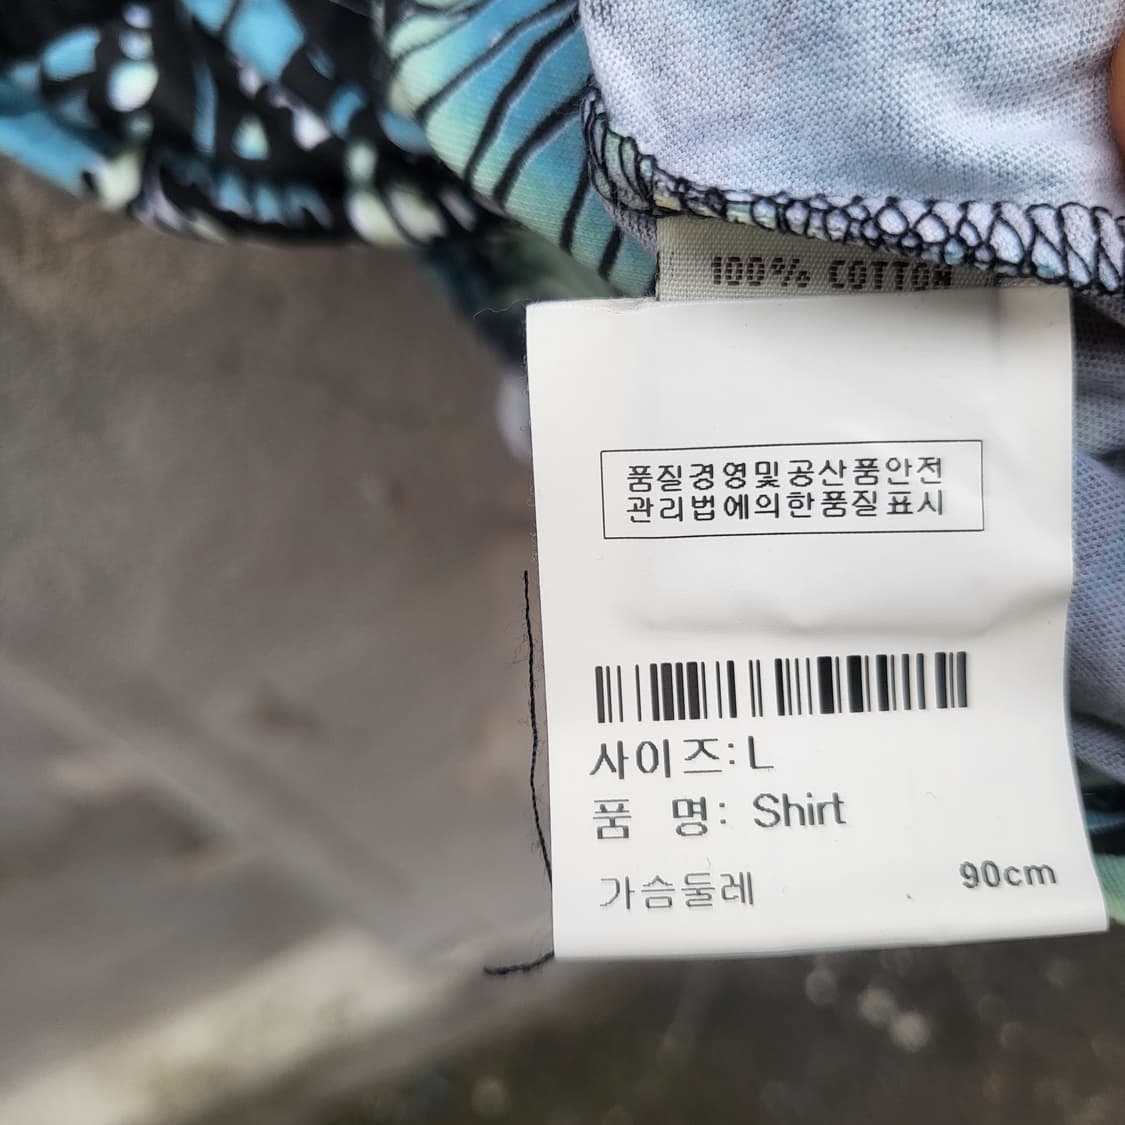 100% COTTON
품질경영및공산품안전
관리법에의한품질표시
사이즈:L
품 명: Shirt
가슴둘레 90cm